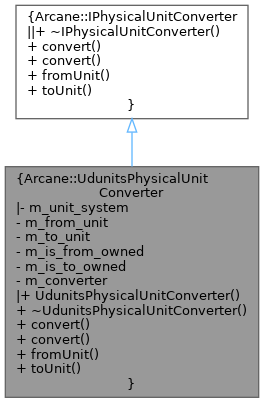 {Arcane::IPhysicalUnitConverter
||+ ~IPhysicalUnitConverter()
+ convert()
+ convert()
+ fromUnit()
+ toUnit()
}
{Arcane::UdunitsPhysicalUnit
Converter
|- m_unit_system
- m_from_unit
- m_to_unit
- m_is_from_owned
- m_is_to_owned
- m_converter
|+ UdunitsPhysicalUnitConverter()
+ ~UdunitsPhysicalUnitConverter()
+ convert()
+ convert()
+ fromUnit()
+ toUnit()
}